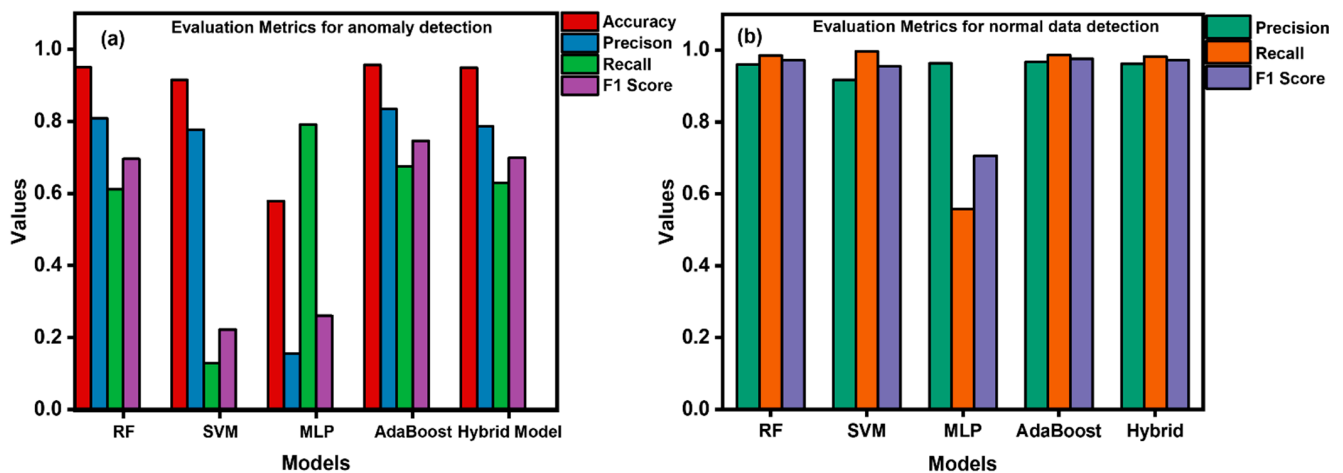 (a)
Evaluation Metrics for anomaly detection
Accuracy
Precison
Recall
F1 Score
Values
1.0
0.8
0.6
0.4
0.2
0.0
RF
SVM
MLP
AdaBoost
Hybrid Model
Models
(b)
Evaluation Metrics for normal data detection
Precision
Recall
F1 Score
Values
1.0
0.8
0.6
0.4
0.2
0.0
RF
SVM
MLP
AdaBoost
Hybrid
Models